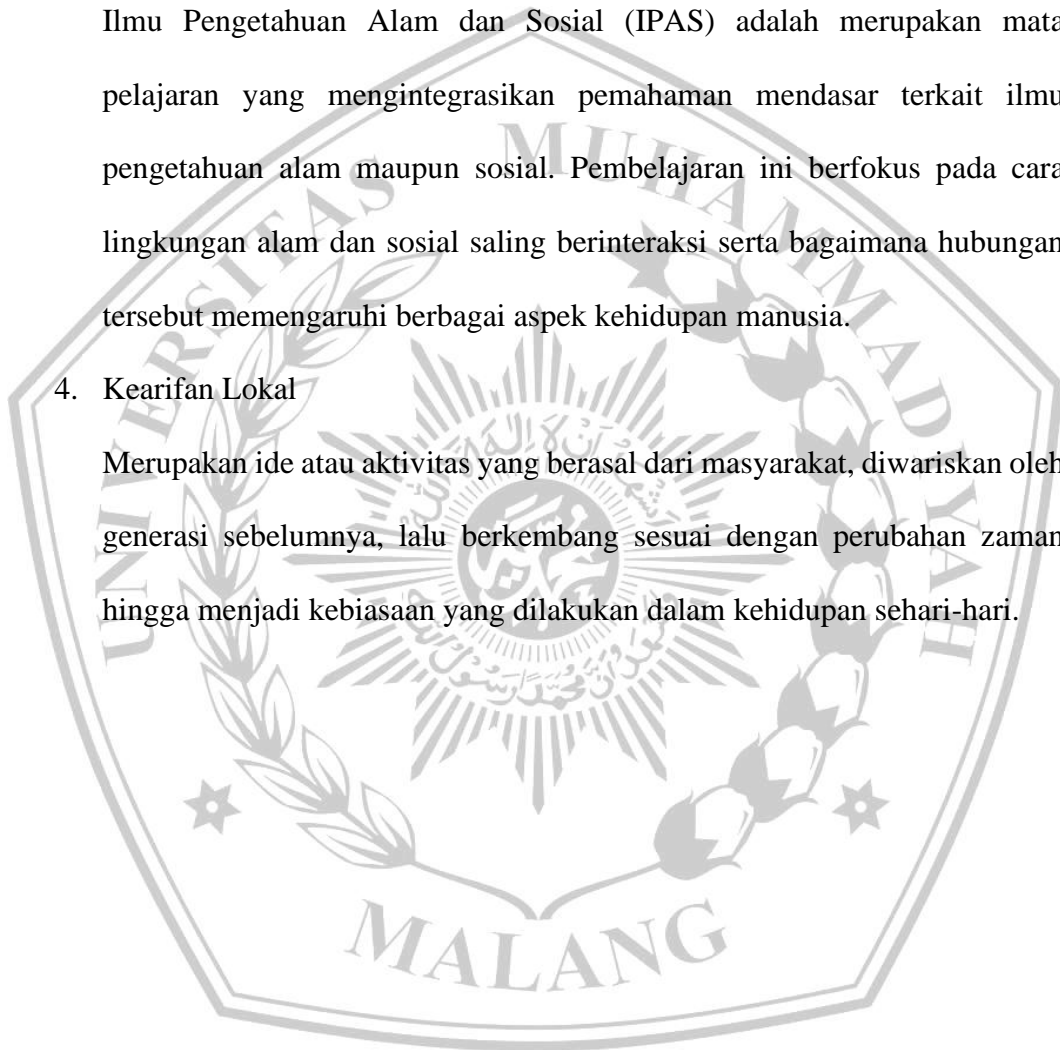 Ilmu Pengetahuan Alam dan Sosial (IPAS) adalah merupakan mata
pelajaran yang mengintegrasikan pemahaman mendasar terkait ilmu
pengetahuan alam maupun sosial. Pembelajaran ini berfokus pada cara
lingkungan alam dan sosial saling berinteraksi serta bagaimana hubungan
tersebut memengaruhi berbagai aspek kehidupan manusia.
4. Kearifan Lokal
Merupakan ide atau aktivitas yang berasal dari masyarakat, diwariskan oleh
generasi sebelumnya, lalu berkembang sesuai dengan perubahan zaman
hingga menjadi kebiasaan yang dilakukan dalam kehidupan sehari-hari.
UNIVERSITAS MUHAMMADIYAH
MALANG